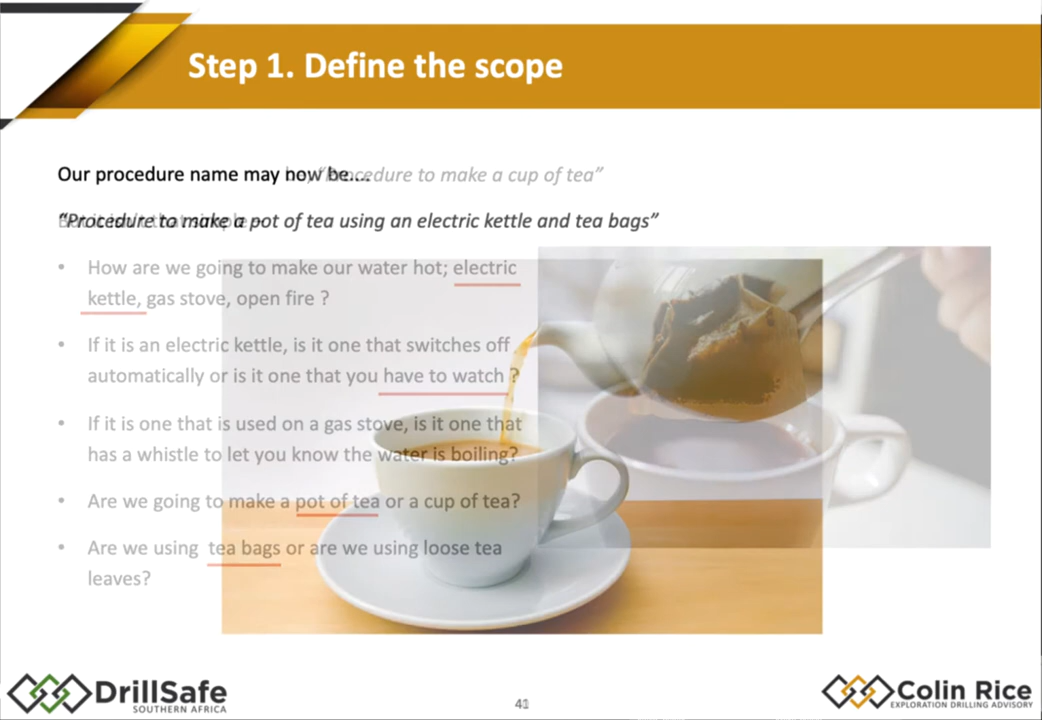 Step 1. Define the scope
Our procedure name may now be....
procedure to make a cup of tea”
“Procedure to make a pot of tea using an electric kettle and tea bags”
• How are we going to make our water hot; electric
kettle, gas stove, open fire ?
• If it is an electric kettle, is it one that switches off
automatically or is it one that you have to watch ?
• If it is one that is used on a gas stove, is it one that
has a whistle to let you know the water is boiling?
• Are we going to make a pot of tea or a cup of tea?
• Are we using tea bags or are we using loose tea
leaves?
DrillSafe
SOUTHERN AFRICA
Colin Rice
EXPLORATION DRILLING ADVISORY